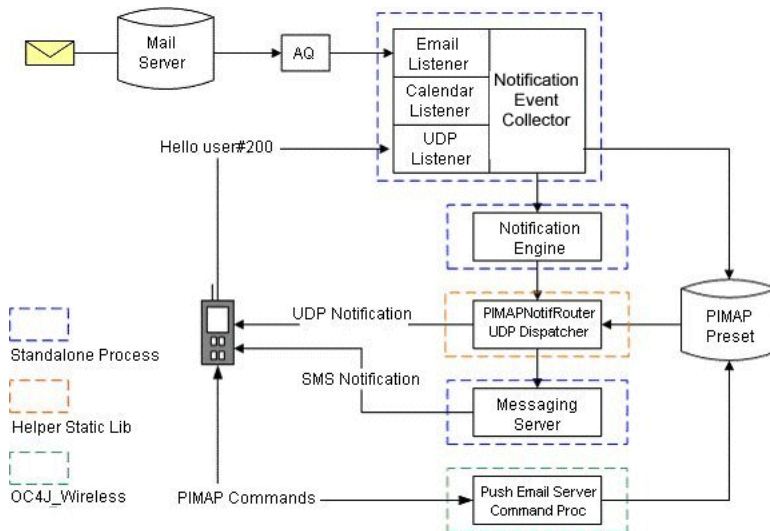 Mail
Server
AQ
Email
Listener
Calendar
Listener
UDP
Listener
Notification
Event
Collector
Hello user#200
Notification
Engine
UDP Notification
PIMAPNotifRouter
UDP Dispatcher
PIMAP
Preset
SMS Notification
Messaging
Server
Standalone Process
Helper Static Lib
OC4J_Wireless
PIMAP Commands
Push Email Server
Command Proc